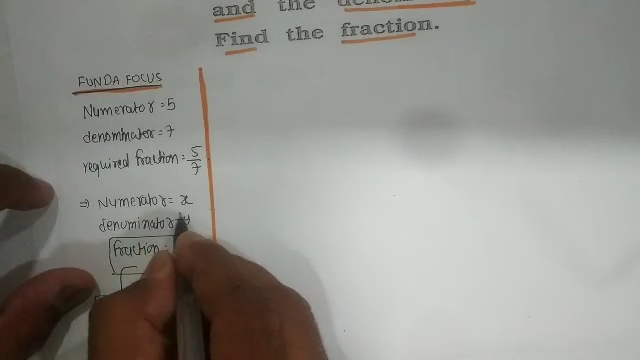 and the
Find the fraction.
FUNDA FOCUS
Numerator = 5
denominator = 7
required fraction = 5/7
⇒ Numerator = x
denominator = y
fraction =